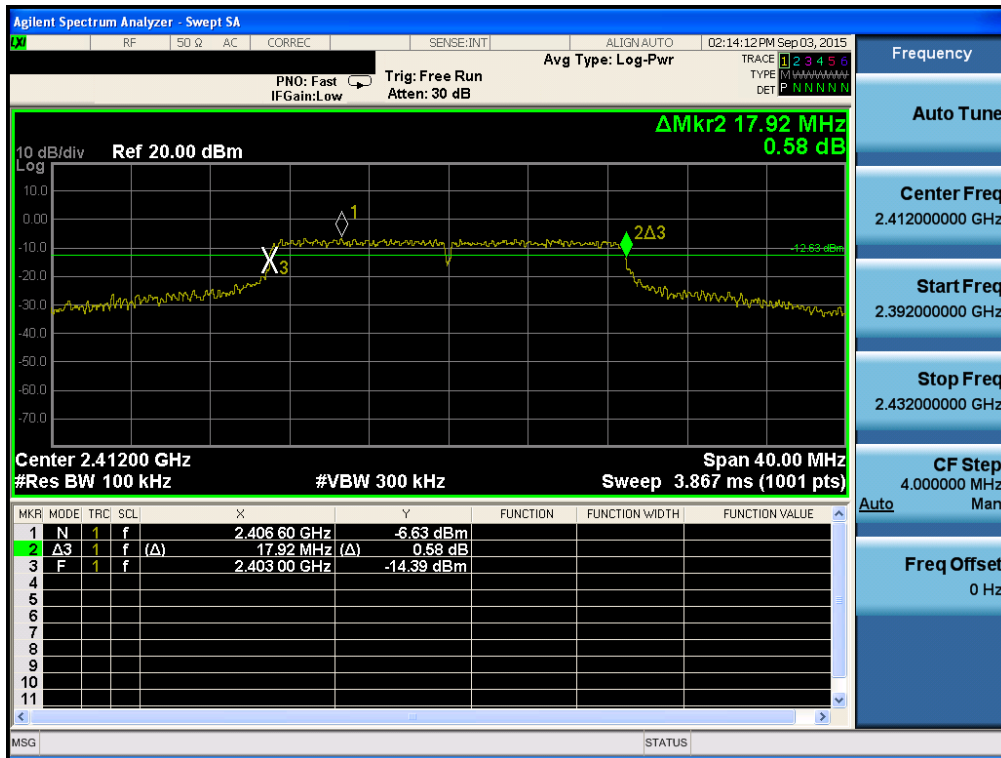 Agilent Spectrum Analyzer - Swept SA
LXI RF 50 Ω AC CORREC SENSE:INT ALIGN AUTO 02:14:12 PM Sep 03, 2015
Avg Type: Log-Pwr
TRACE 1 2 3 4 5 6
PNO: Fast Trig: Free Run
TYPE M
IFGain:Low Atten: 30 dB
DET P N N N N N
ΔMkr2 17.92 MHz
0.58 dB
10 dB/div Ref 20.00 dBm
Log
10.0
0.00
-10.0
-20.0
-30.0
-40.0
-50.0
-60.0
-70.0
1
2Δ3
3
-12.63 dBm
Center 2.41200 GHz Span 40.00 MHz
#Res BW 100 kHz #VBW 300 kHz Sweep 3.867 ms (1001 pts)
MKR MODE TRC SCL X Y FUNCTION FUNCTION WIDTH FUNCTION VALUE
1 N 1 f 2.406 60 GHz -6.63 dBm
2 Δ3 1 f (Δ) 17.92 MHz (Δ) 0.58 dB
3 F 1 f 2.403 00 GHz -14.39 dBm
4
5
6
7
8
9
10
11
MSG STATUS
Frequency
Auto Tune
Center Freq
2.412000000 GHz
Start Freq
2.392000000 GHz
Stop Freq
2.432000000 GHz
CF Step
4.000000 MHz
Auto Man
Freq Offset
0 Hz